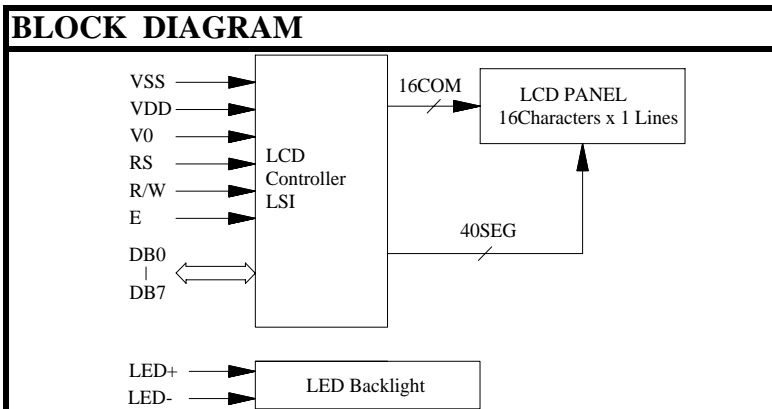 BLOCK DIAGRAM
VSS
VDD
V0
RS
R/W
E
DB0
|
DB7
LCD
Controller
LSI
16COM
LCD PANEL
16Characters x 1 Lines
40SEG
LED+
LED-
LED Backlight